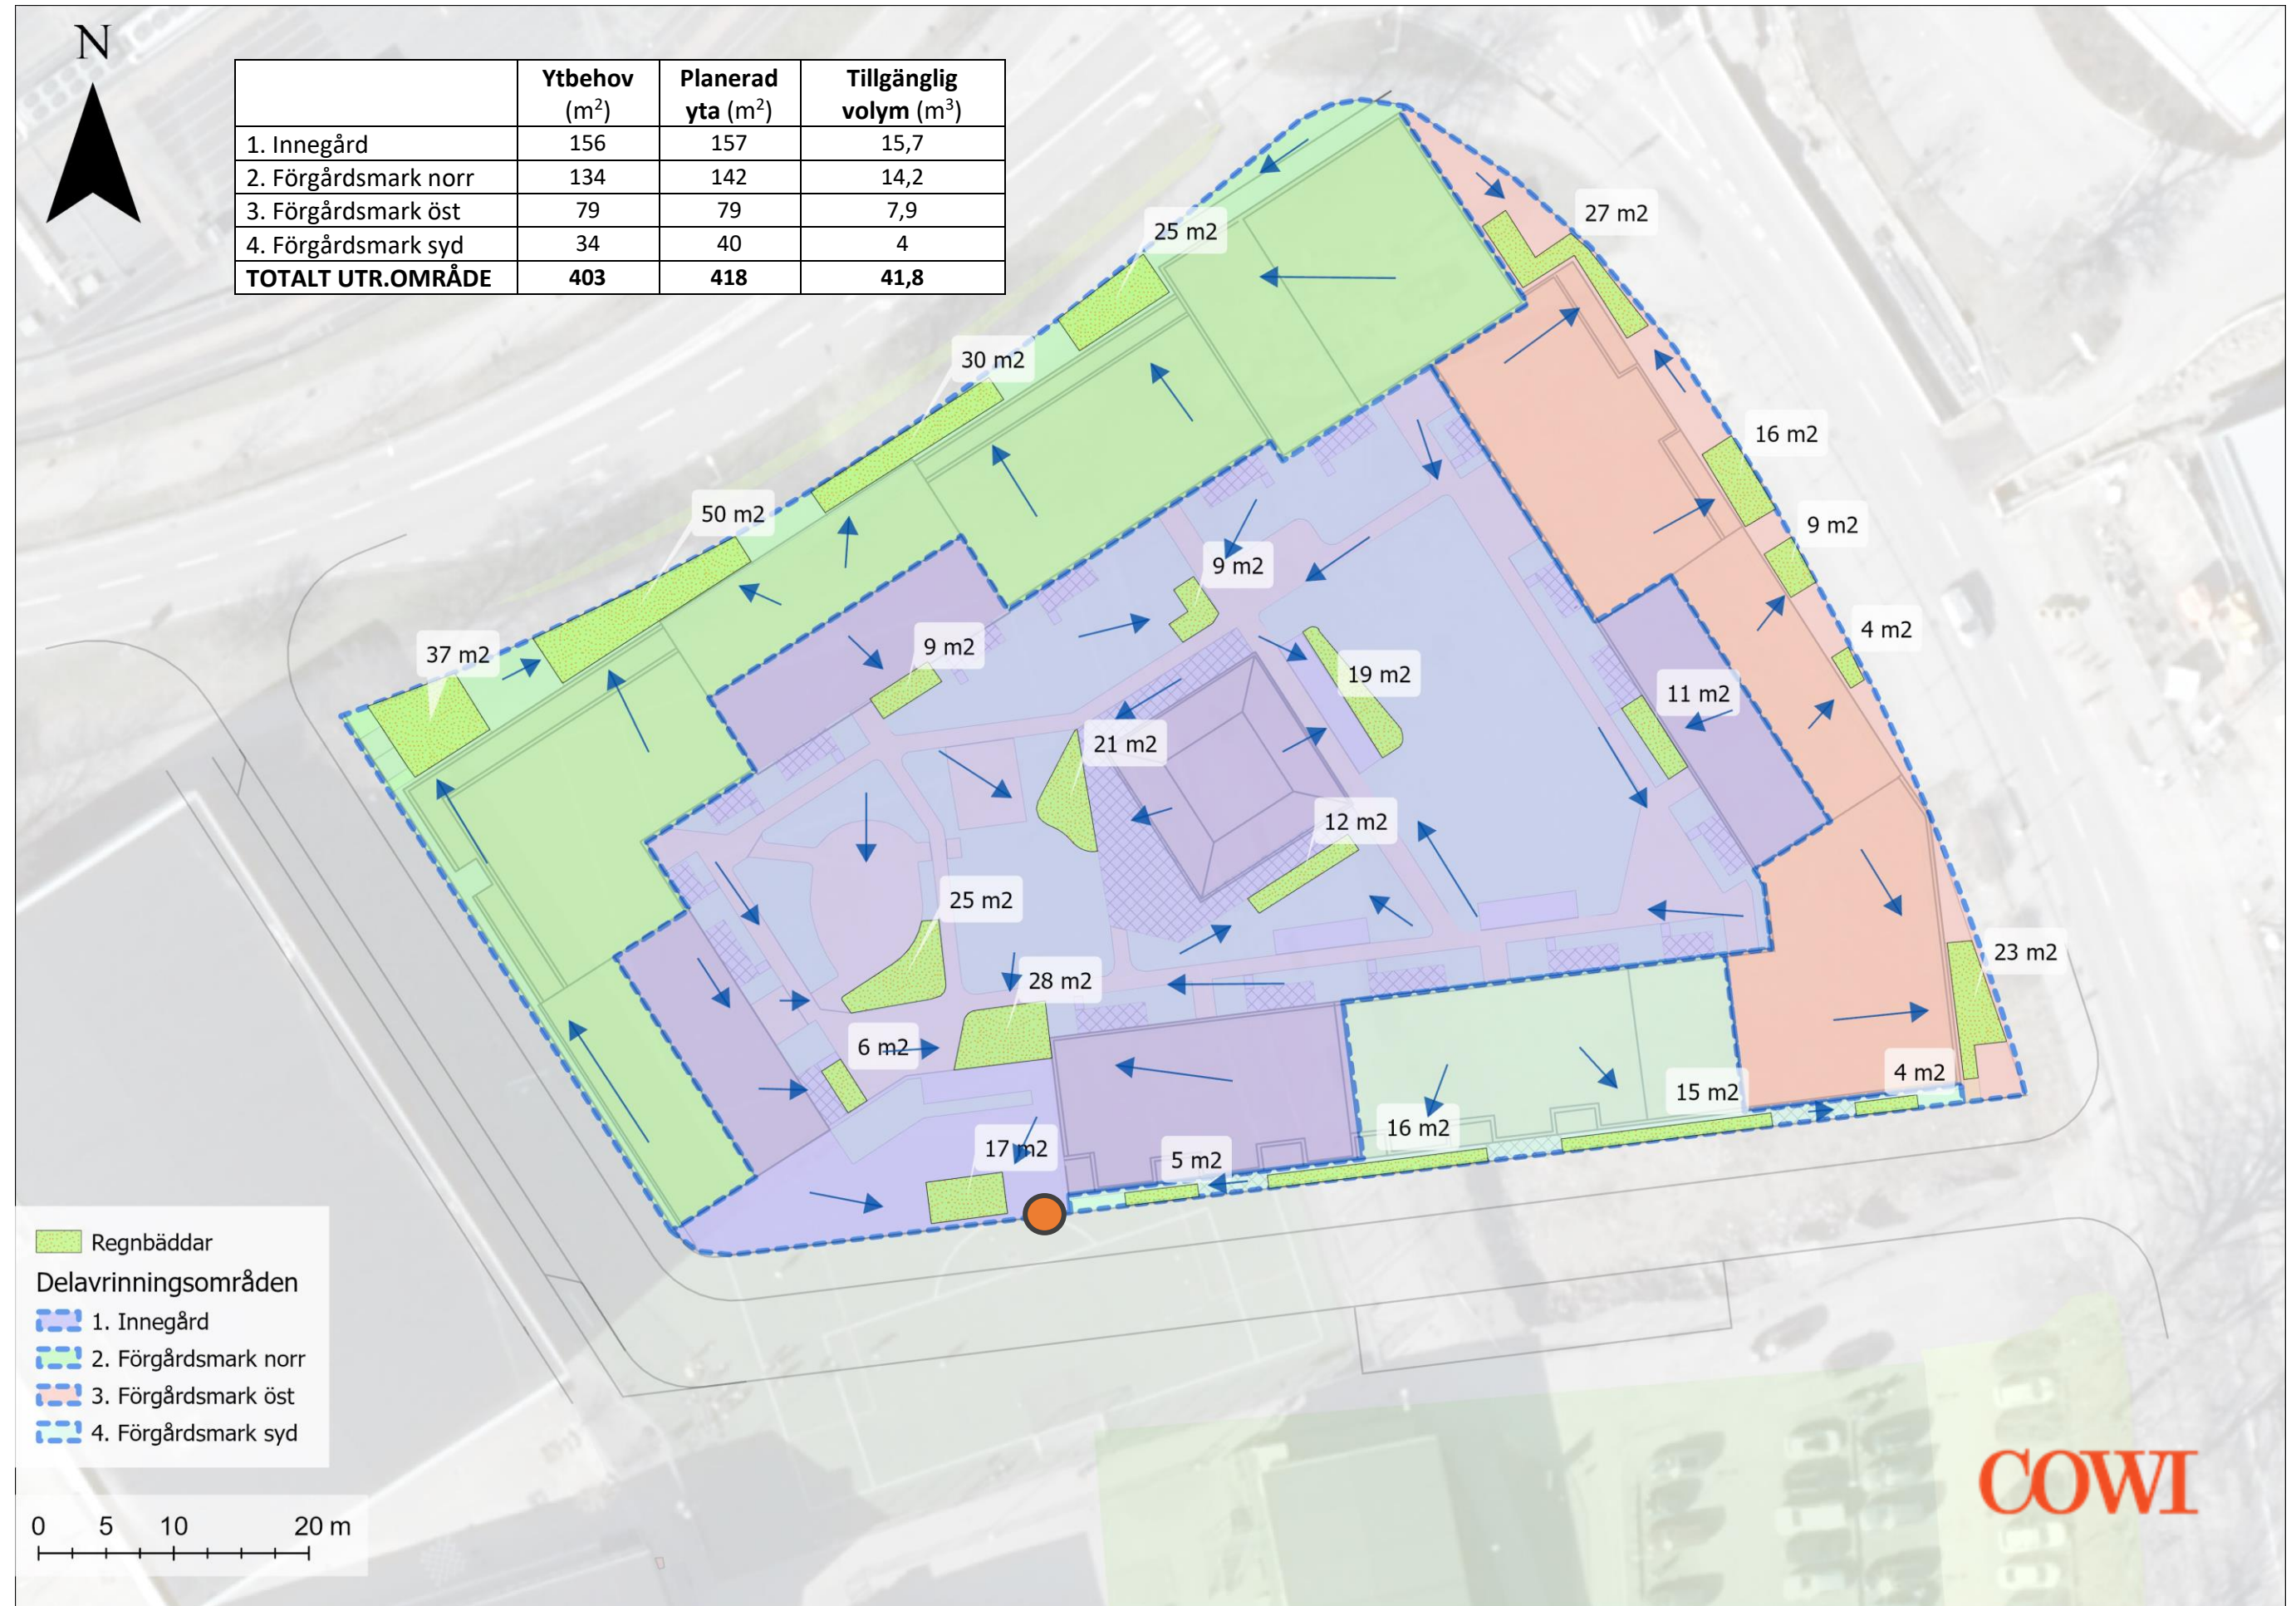 N
Ytbehov (m²) Planerad yta (m²) Tillgänglig volym (m³)
1. Innegård 156 157 15,7
2. Förgårdsmark norr 134 142 14,2
3. Förgårdsmark öst 79 79 7,9
4. Förgårdsmark syd 34 40 4
TOTALT UTR.OMRÅDE 403 418 41,8
27 m2
25 m2
30 m2
16 m2
50 m2
9 m2
9 m2
4 m2
9 m2
37 m2
19 m2
11 m2
21 m2
12 m2
25 m2
23 m2
28 m2
6 m2
4 m2
15 m2
16 m2
17 m2
5 m2
Regnbäddar
Delavrinningsområden
1. Innegård
2. Förgårdsmark norr
3. Förgårdsmark öst
4. Förgårdsmark syd
0 5 10 20 m
COWI